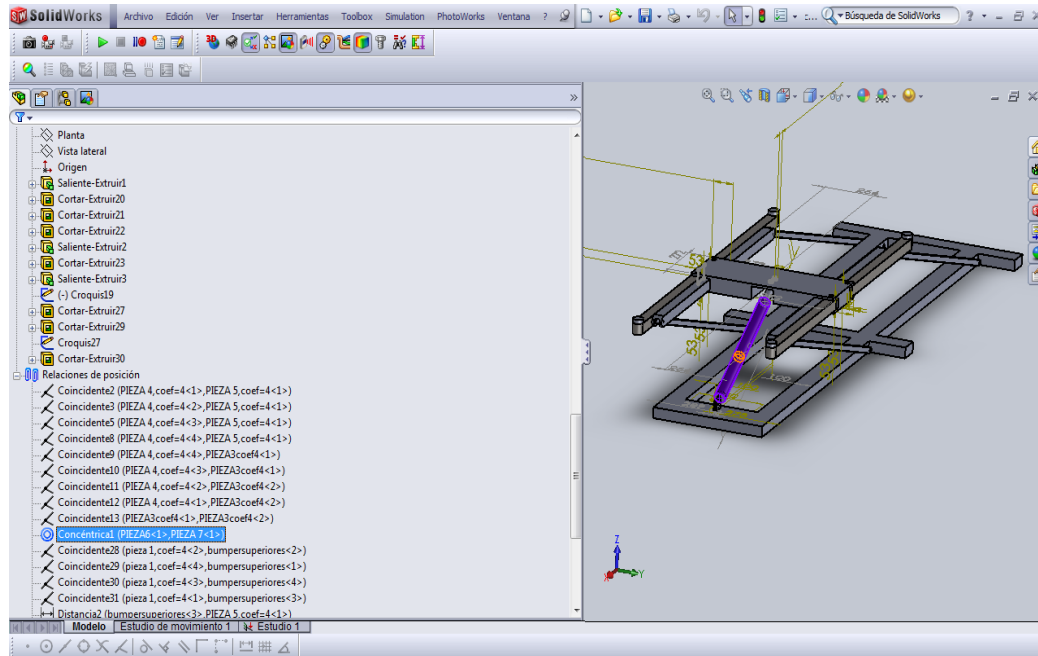 SolidWorks Archivo Edición Ver Insertar Herramientas Toolbox Simulation PhotoWorks Ventana ? Búsqueda de SolidWorks ?
Planta
Vista lateral
Origen
Saliente-Extruir1
Cortar-Extruir20
Cortar-Extruir21
Cortar-Extruir22
Saliente-Extruir2
Cortar-Extruir23
Saliente-Extruir3
(-) Croquis19
Cortar-Extruir27
Cortar-Extruir29
Croquis27
Cortar-Extruir30
Relaciones de posición
Coincidente2 (PIEZA 4,coef=4<1>,PIEZA 5,coef=4<1>)
Coincidente3 (PIEZA 4,coef=4<2>,PIEZA 5,coef=4<1>)
Coincidente5 (PIEZA 4,coef=4<3>,PIEZA 5,coef=4<1>)
Coincidente8 (PIEZA 4,coef=4<4>,PIEZA 5,coef=4<1>)
Coincidente9 (PIEZA 4,coef=4<4>,PIEZA3coef4<1>)
Coincidente10 (PIEZA 4,coef=4<3>,PIEZA3coef4<1>)
Coincidente11 (PIEZA 4,coef=4<2>,PIEZA3coef4<2>)
Coincidente12 (PIEZA 4,coef=4<1>,PIEZA3coef4<2>)
Coincidente13 (PIEZA3coef4<1>,PIEZA3coef4<2>)
Concéntrica1 (PIEZA6<1>,PIEZA 7<1>)
Coincidente28 (pieza 1,coef=4<2>,bumpersuperiores<2>)
Coincidente29 (pieza 1,coef=4<4>,bumpersuperiores<1>)
Coincidente30 (pieza 1,coef=4<3>,bumpersuperiores<4>)
Coincidente31 (pieza 1,coef=4<1>,bumpersuperiores<3>)
Distancia2 (bumpersuperiores<3>,PIEZA 5,coef=4<1>)
Modelo Estudio de movimiento 1 Estudio 1
53
53
Z
X
Y